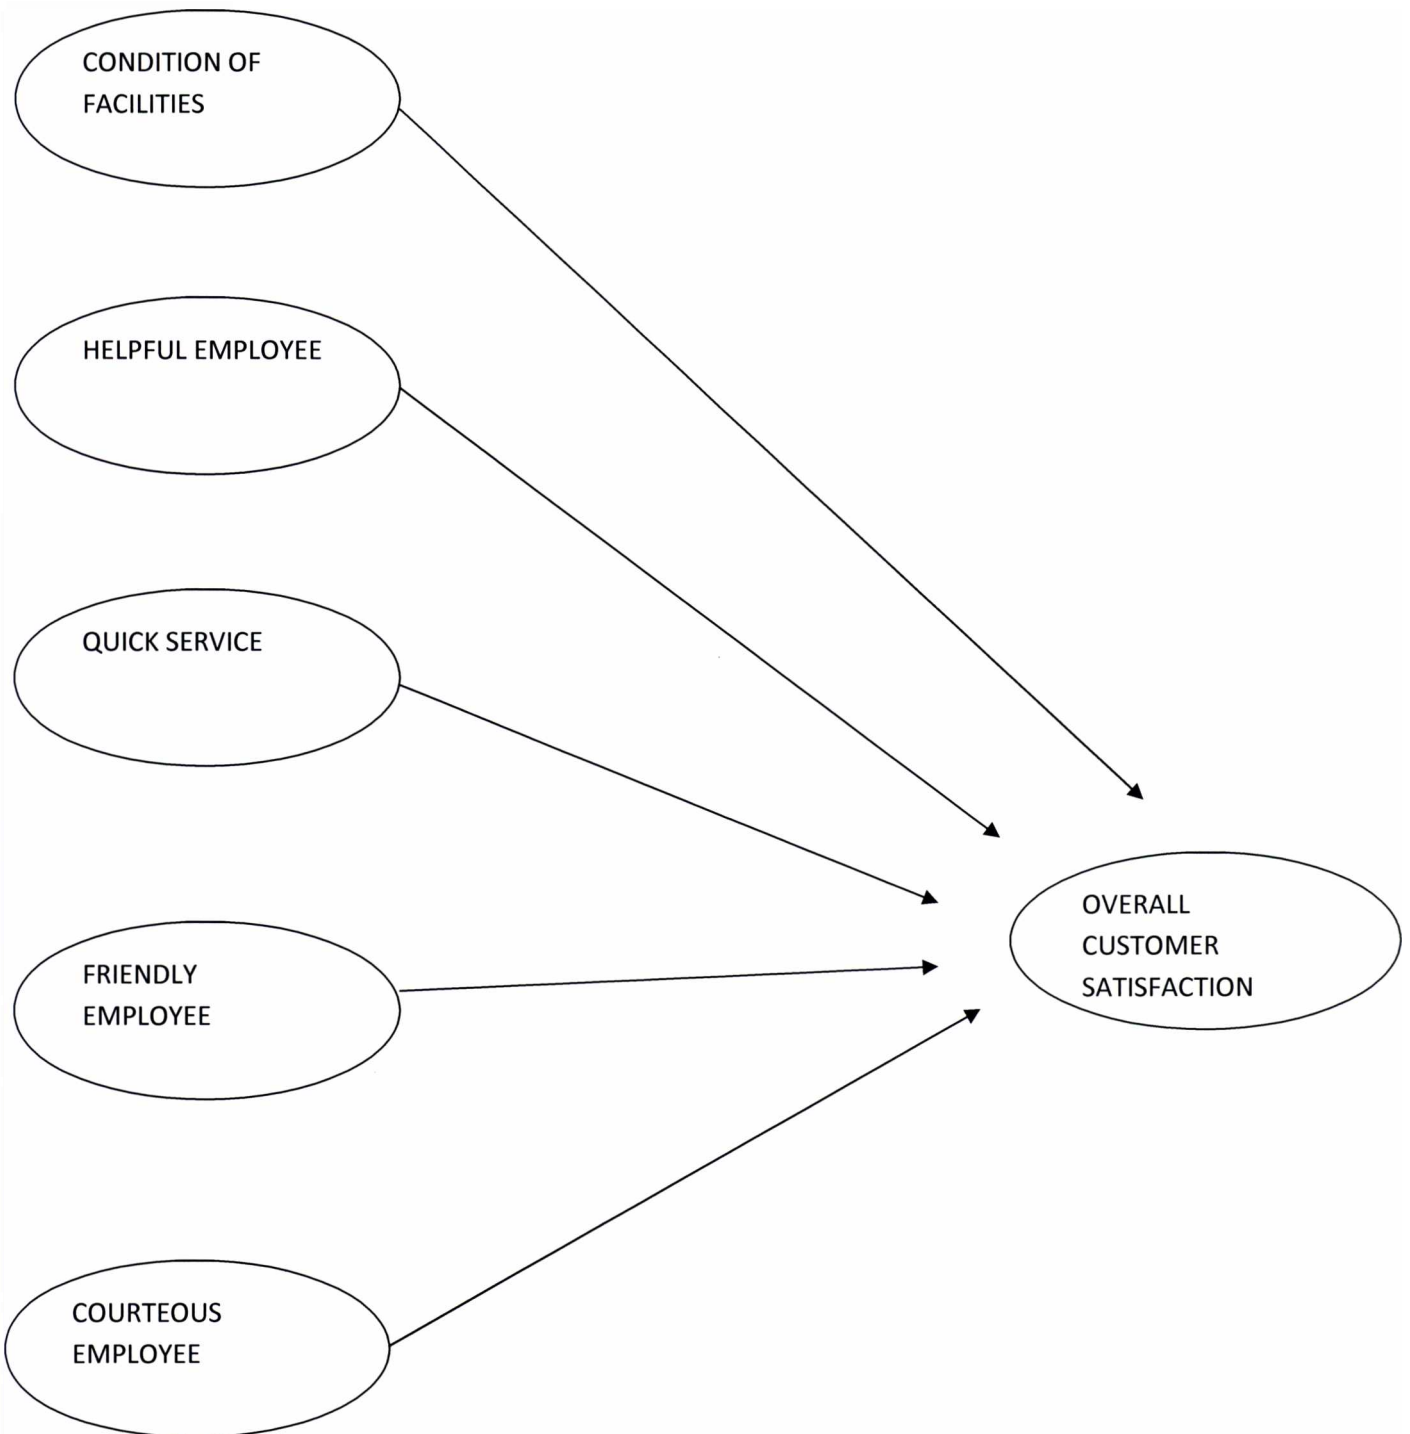 CONDITION OF
FACILITIES
HELPFUL EMPLOYEE
QUICK SERVICE
FRIENDLY
EMPLOYEE
OVERALL
CUSTOMER
SATISFACTION
COURTEOUS
EMPLOYEE